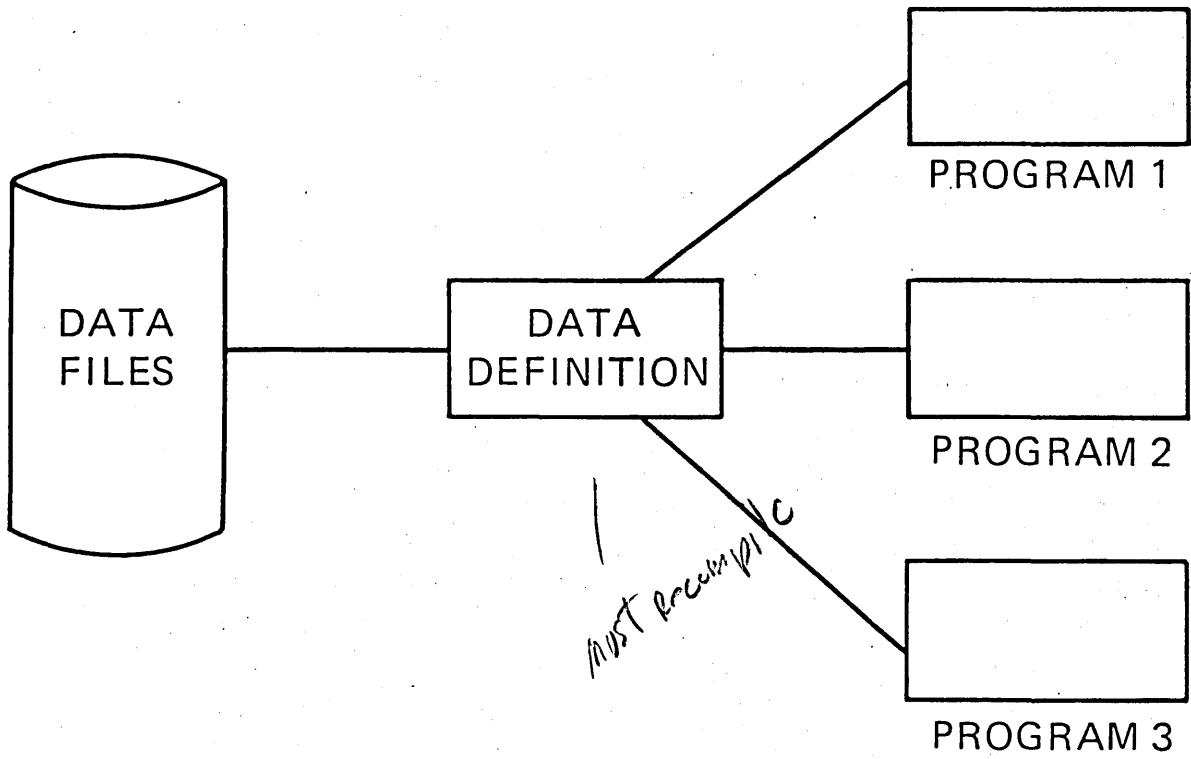 PROGRAM 1
DATA
FILES
DATA
DEFINITION
PROGRAM 2
MUST Recompile
PROGRAM 3